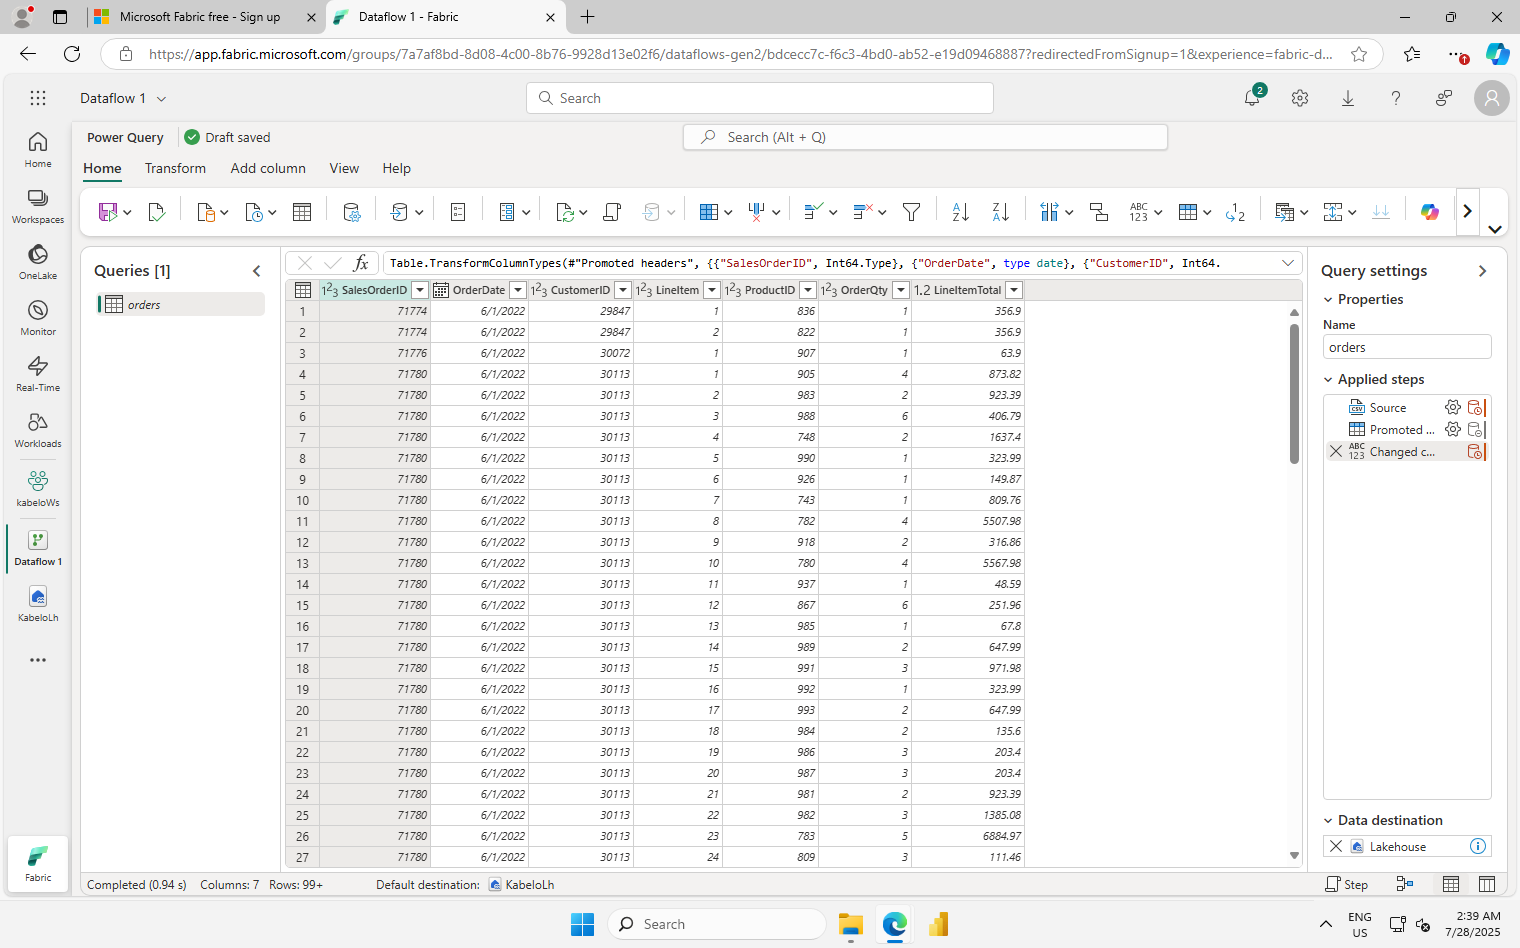 Microsoft Fabric free - Sign up
Dataflow 1 - Fabric
https://app.fabric.microsoft.com/groups/7a7af8bd-8d08-4c00-8b76-9928d13e02f6/dataflows-gen2/bdcecc7c-f6c3-4bd0-ab52-e19d09468887?redirectedFromSignup=1&experience=fabric-d...
Dataflow 1
Search
2
Power Query
Draft saved
Search (Alt + Q)
Home Transform Add column View Help
Home
Workspaces
OneLake
Monitor
Real-Time
Workloads
kabeloWs
Dataflow 1
KabeloLh
Fabric
Queries [1]
orders
fx Table.TransformColumnTypes(#"Promoted headers", {{"SalesOrderID", Int64.Type}, {"OrderDate", type date}, {"CustomerID", Int64.
SalesOrderID OrderDate CustomerID LineItem ProductID OrderQty LineItemTotal
1 71774 6/1/2022 29847 1 836 1 356.9
2 71774 6/1/2022 29847 2 822 1 356.9
3 71776 6/1/2022 30072 1 907 1 63.9
4 71780 6/1/2022 30113 1 905 4 873.82
5 71780 6/1/2022 30113 2 983 2 923.39
6 71780 6/1/2022 30113 3 988 6 406.79
7 71780 6/1/2022 30113 4 748 2 1637.4
8 71780 6/1/2022 30113 5 990 1 323.99
9 71780 6/1/2022 30113 6 926 1 149.87
10 71780 6/1/2022 30113 7 743 1 809.76
11 71780 6/1/2022 30113 8 782 4 5507.98
12 71780 6/1/2022 30113 9 918 2 316.86
13 71780 6/1/2022 30113 10 780 4 5567.98
14 71780 6/1/2022 30113 11 937 1 48.59
15 71780 6/1/2022 30113 12 867 6 251.96
16 71780 6/1/2022 30113 13 985 1 67.8
17 71780 6/1/2022 30113 14 989 2 647.99
18 71780 6/1/2022 30113 15 991 3 971.98
19 71780 6/1/2022 30113 16 992 1 323.99
20 71780 6/1/2022 30113 17 993 2 647.99
21 71780 6/1/2022 30113 18 984 2 135.6
22 71780 6/1/2022 30113 19 986 3 203.4
23 71780 6/1/2022 30113 20 987 3 203.4
24 71780 6/1/2022 30113 21 981 2 923.39
25 71780 6/1/2022 30113 22 982 3 1385.08
26 71780 6/1/2022 30113 23 783 5 6884.97
27 71780 6/1/2022 30113 24 809 3 111.46
Query settings
Properties
Name
orders
Applied steps
Source
Promoted ...
Changed c...
Data destination
Lakehouse
Completed (0.94 s) Columns: 7 Rows: 99+ Default destination: KabeloLh
Step
Search
ENG
US
2:39 AM
7/28/2025